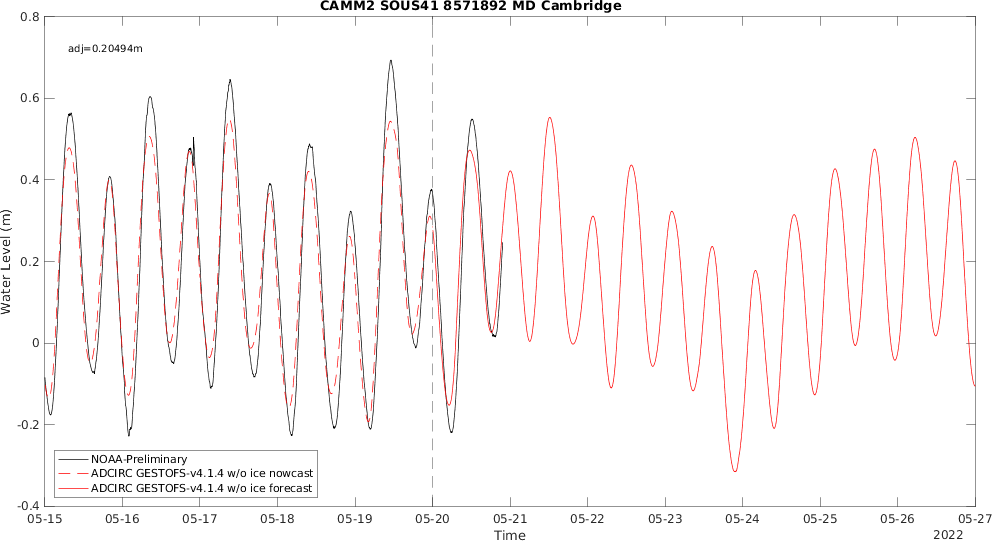 CAMM2 SOUS41 8571892 MD Cambridge
adj=0.20494m
Water Level (m)
0.8
0.6
0.4
0.2
0
-0.2
-0.4
NOAA-Preliminary
ADCIRC GESTOFS-v4.1.4 w/o ice nowcast
ADCIRC GESTOFS-v4.1.4 w/o ice forecast
05-15 05-16 05-17 05-18 05-19 05-20 05-21 05-22 05-23 05-24 05-25 05-26 05-27
Time
2022